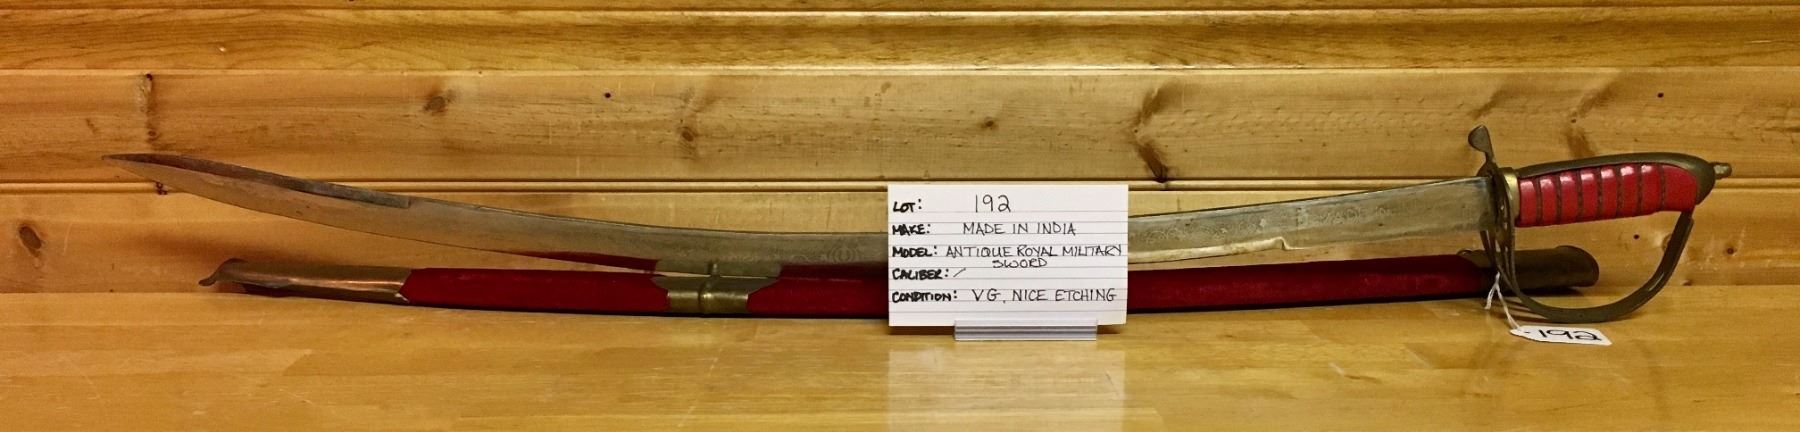 LOT: 192
MAKE: MADE IN INDIA
MODEL: ANTIQUE ROYAL MILITARY
SWORD
CALIBER: /
CONDITION: VG, NICE ETCHING
192